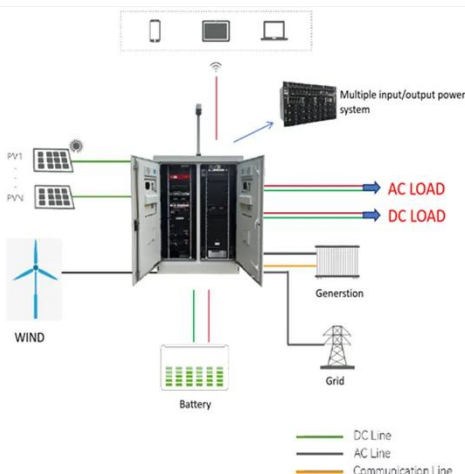 Multiple input/output power
system
PV1
PVN
AC LOAD
DC LOAD
WIND
Generstion
Grid
Battery
DC Line
AC Line
Communication Line